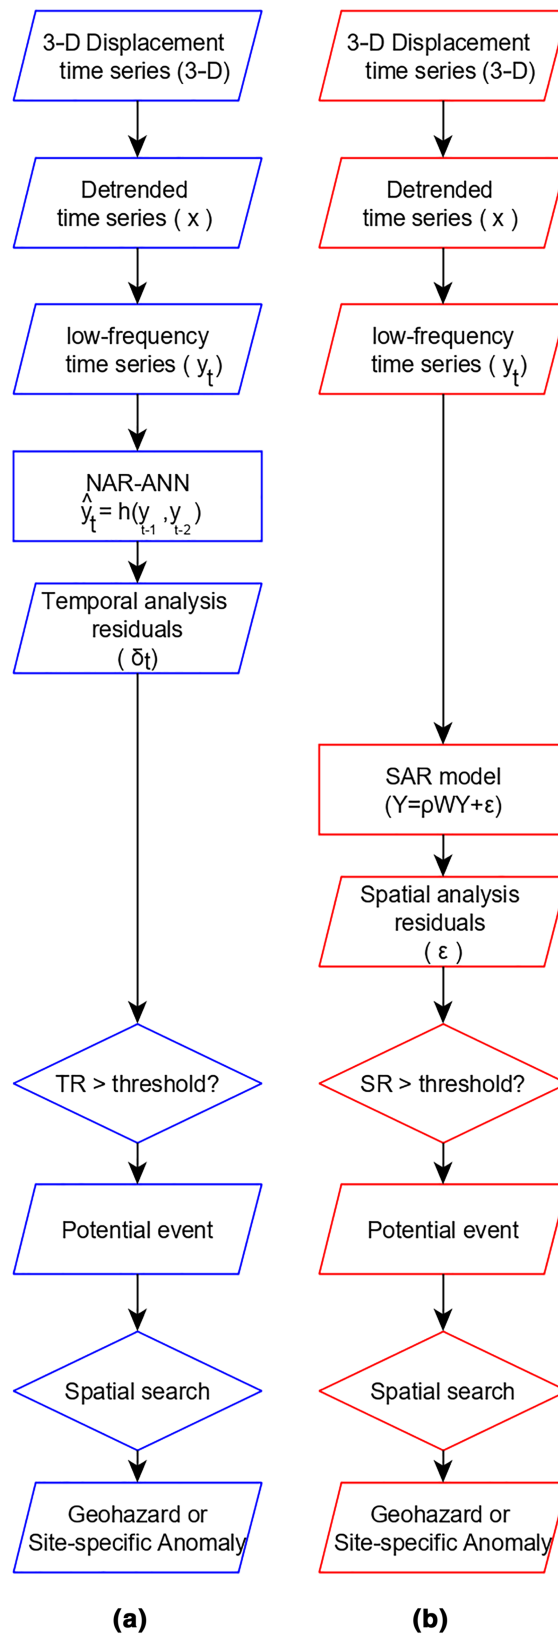 3-D Displacement
time series (3-D)
Detrended
time series ( x )
low-frequency
time series ( yt)
NAR-ANN
ŷt = h(yt-1 ,yt-2 )
Temporal analysis
residuals
( δt)
TR > threshold?
Potential event
Spatial search
Geohazard or
Site-specific Anomaly
(a)
3-D Displacement
time series (3-D)
Detrended
time series ( x )
low-frequency
time series ( yt)
SAR model
(Y=ρWY+ε)
Spatial analysis
residuals
( ε )
SR > threshold?
Potential event
Spatial search
Geohazard or
Site-specific Anomaly
(b)